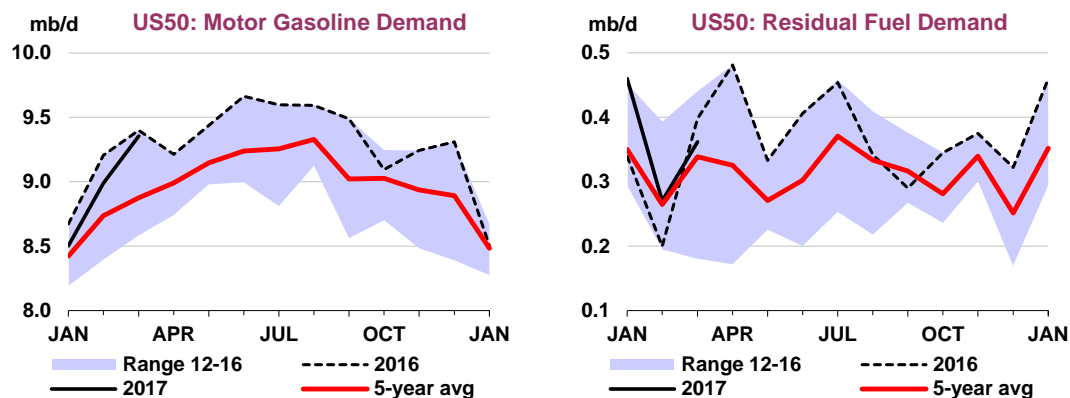 mb/d US50: Motor Gasoline Demand
10.0
9.5
9.0
8.5
8.0
JAN APR JUL OCT JAN
Range 12-16 2016
2017 5-year avg
mb/d US50: Residual Fuel Demand
0.5
0.4
0.3
0.2
0.1
JAN APR JUL OCT JAN
Range 12-16 2016
2017 5-year avg